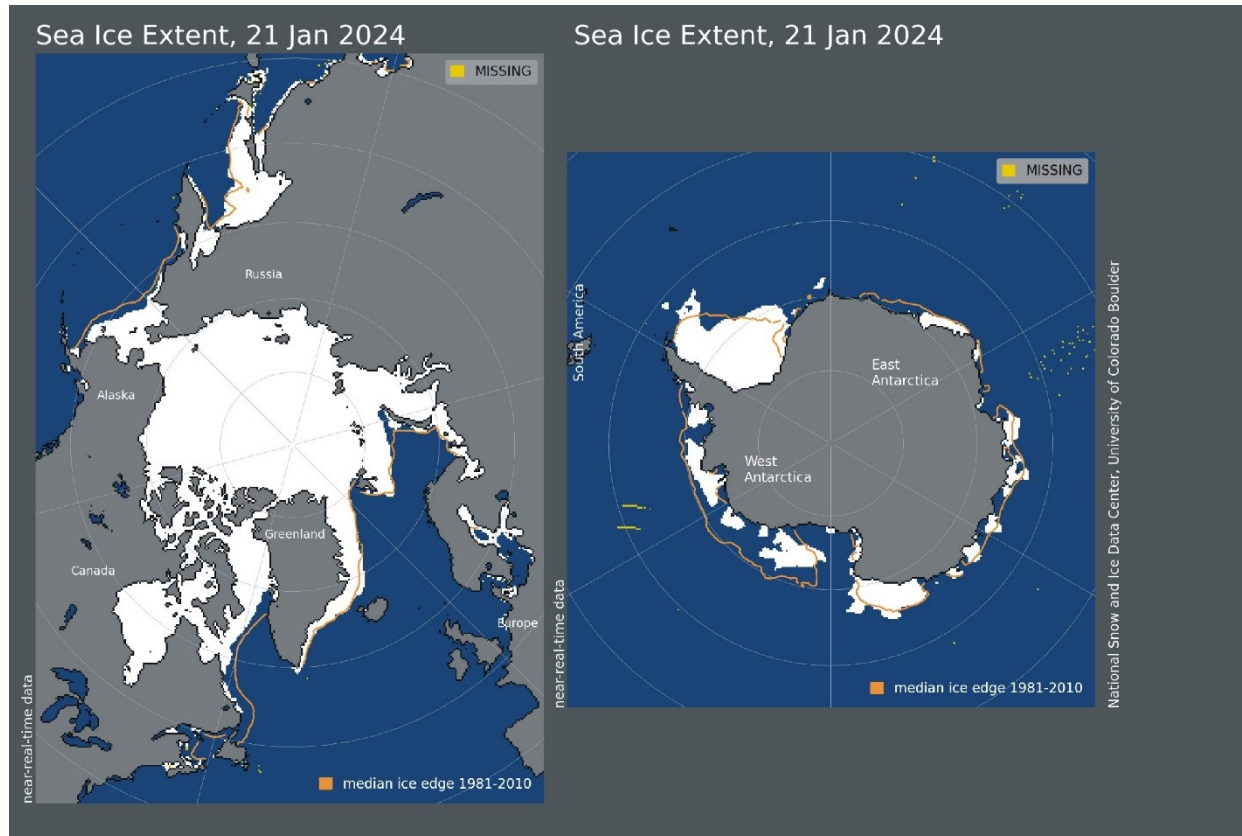 Sea Ice Extent, 21 Jan 2024
MISSING
Russia
Alaska
Greenland
Canada
Europe
near-real-time data
median ice edge 1981-2010
Sea Ice Extent, 21 Jan 2024
MISSING
South America
East
Antarctica
West
Antarctica
near-real-time data
median ice edge 1981-2010
National Snow and Ice Data Center, University of Colorado Boulder